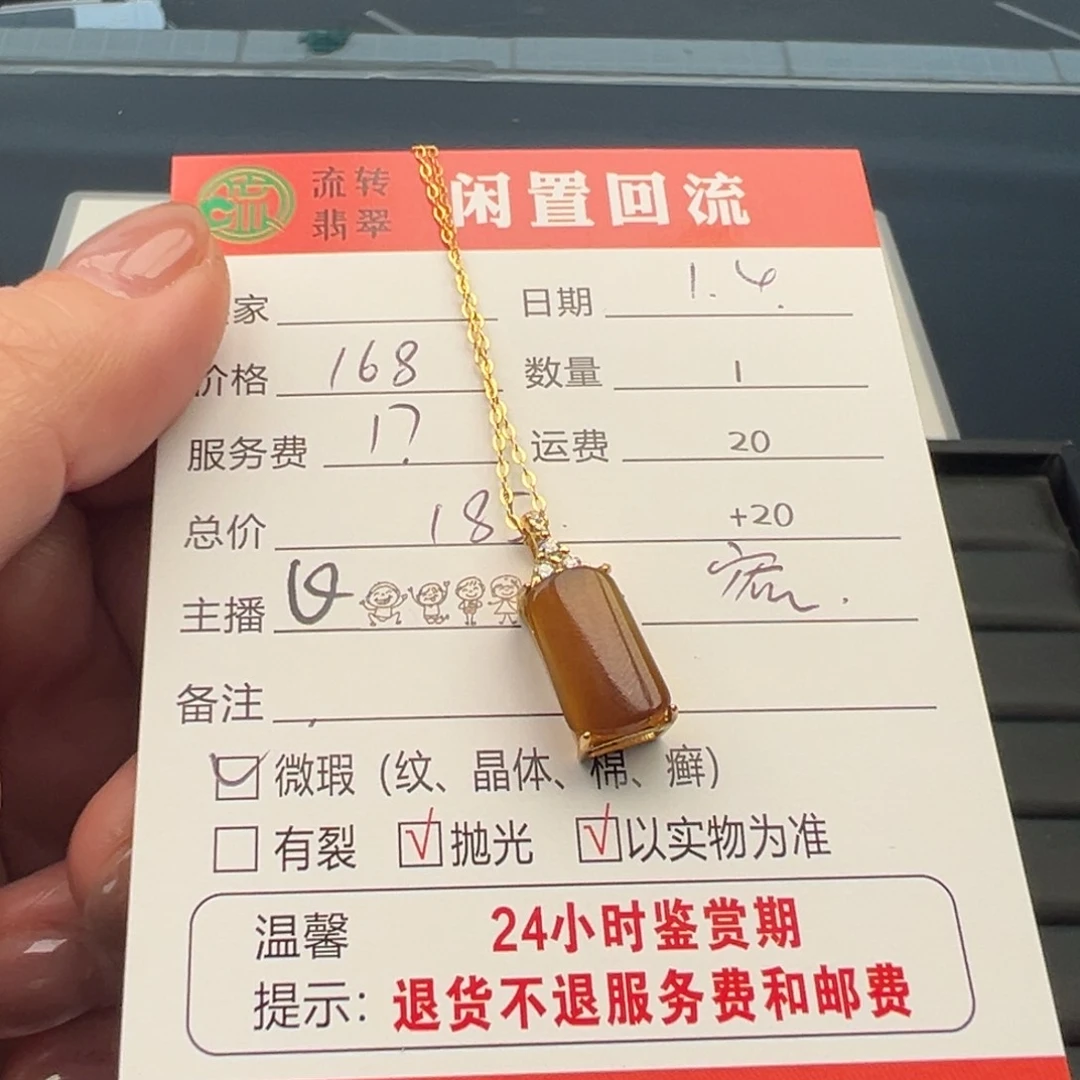 流转翡翠 闲置回流
家 日期 1.4.
价格 168 数量 1
服务费 17 运费 20
总价 185. +20
主播
备注
微瑕（纹、晶体、棉、癣）
有裂 √抛光 √以实物为准
温馨 24小时鉴赏期
提示：退货不退服务费和邮费